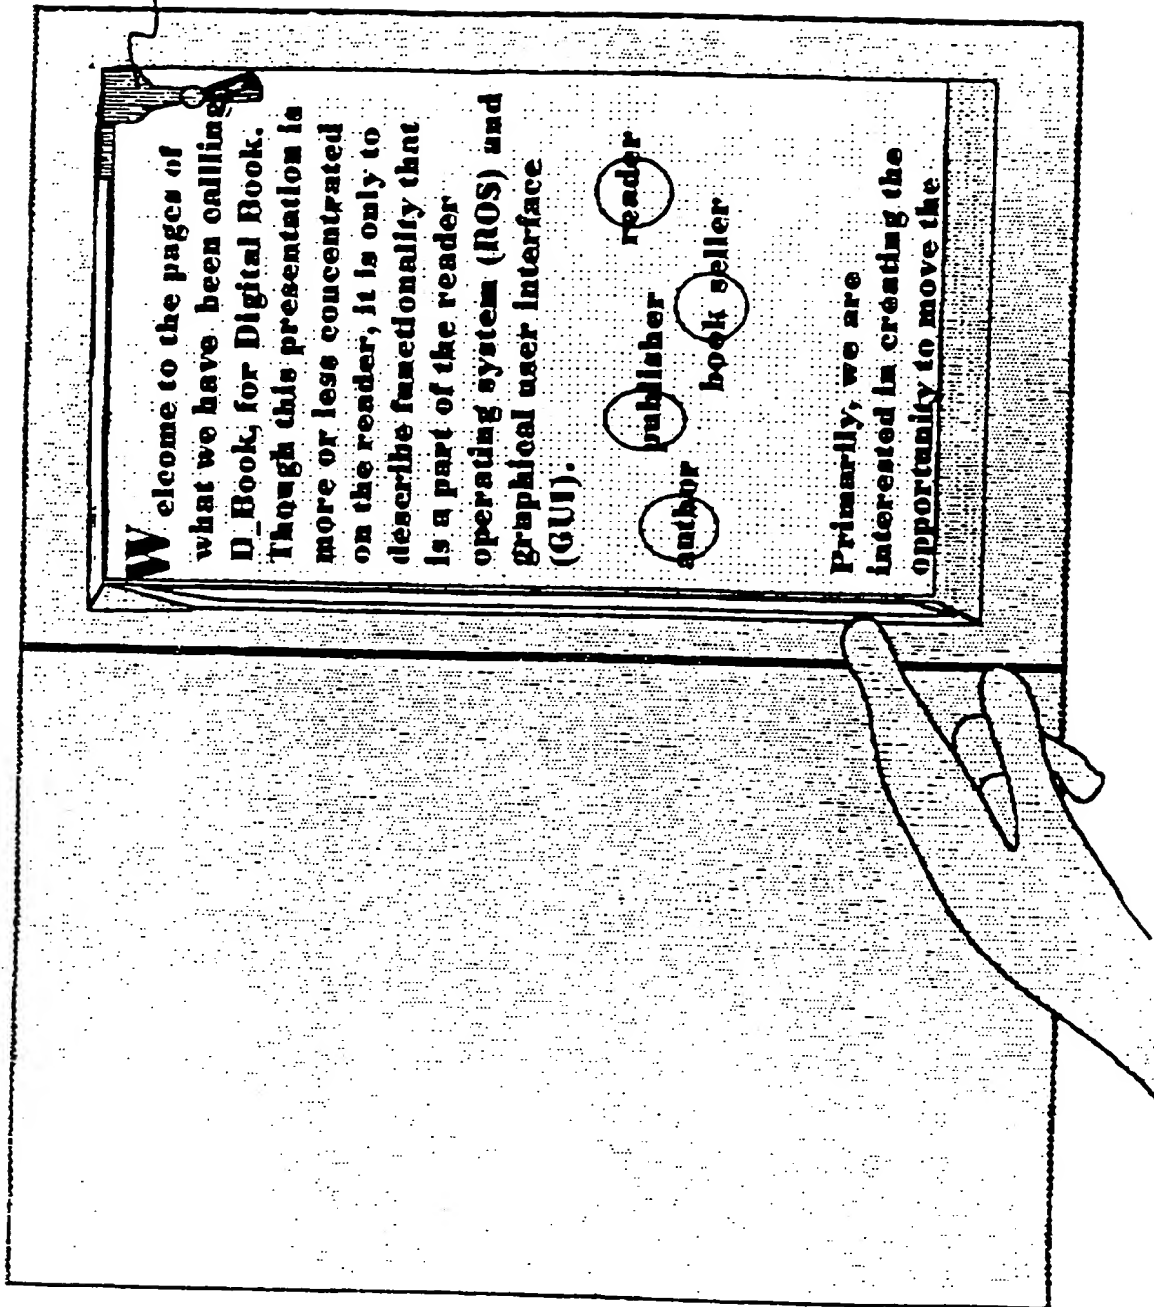 Welcome to the pages of
what we have been callling
D_Book, for Digital Book.
Though this presentation is
more or less concentrated
on the reader, it is only to
describe functionality that
is a part of the reader
operating system (ROS) and
graphical user interface
(GUI).
reader
publisher
book seller
author
Primarily, we are
interested in creating the
opportunity to move the